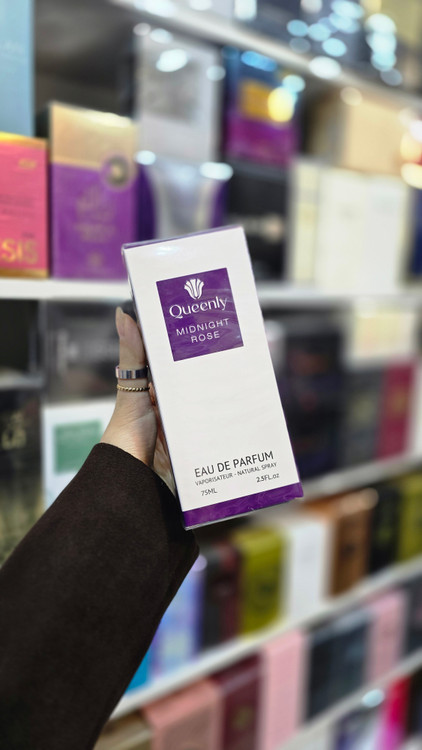 Queenly
MIDNIGHT
ROSE
EAU DE PARFUM
VAPORISATEUR - NATURAL SPRAY
75ML 2.5FL.oz